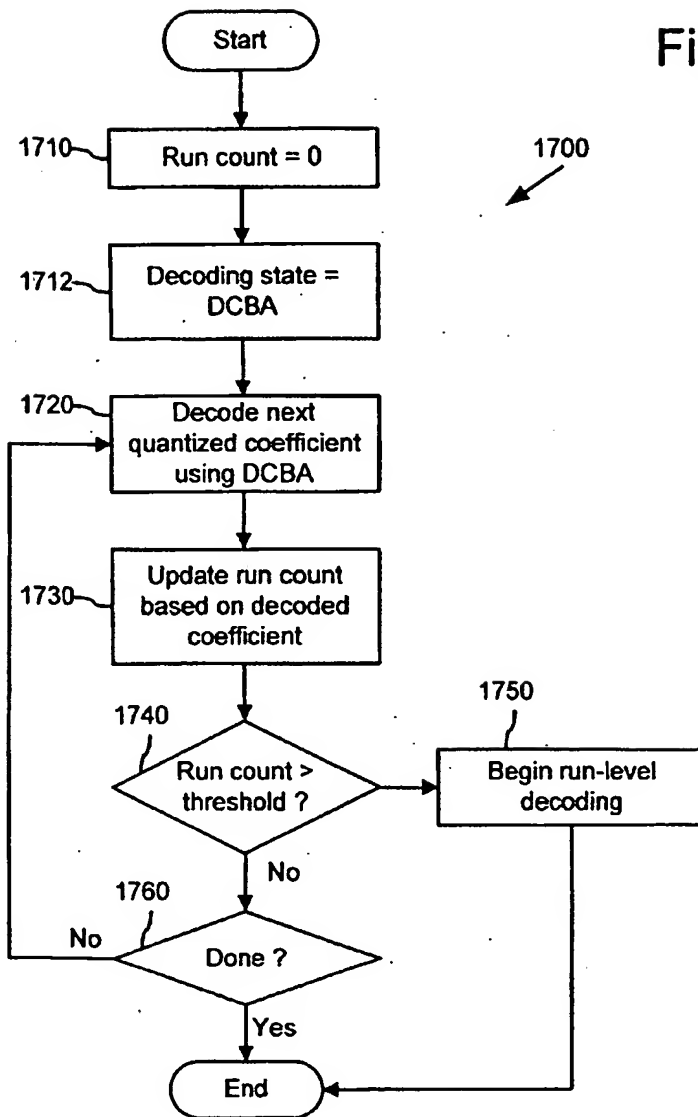 Fi
Start
1710
Run count = 0
1700
1712
Decoding state =
DCBA
1720
Decode next
quantized coefficient
using DCBA
1730
Update run count
based on decoded
coefficient
1740
Run count >
threshold ?
1750
Begin run-level
decoding
No
1760
Done ?
No
Yes
End